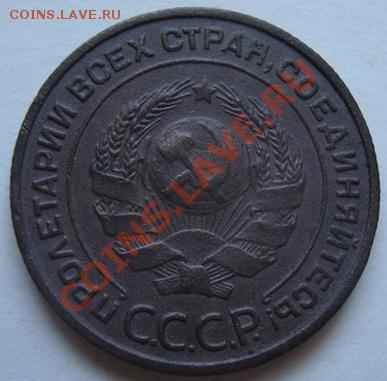 COINS.LAVE.RU
ПРОЛЕТАРИИ ВСЕХ СТРАН, СОЕДИНЯЙТЕСЬ!
С.С.С.Р.
COINS.LAVE.RU